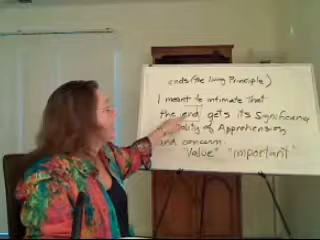 ends (the living Principle)
I meant to intimate that
the end gets its significance
quality of Apprehension
and concern.
"Value" "important"